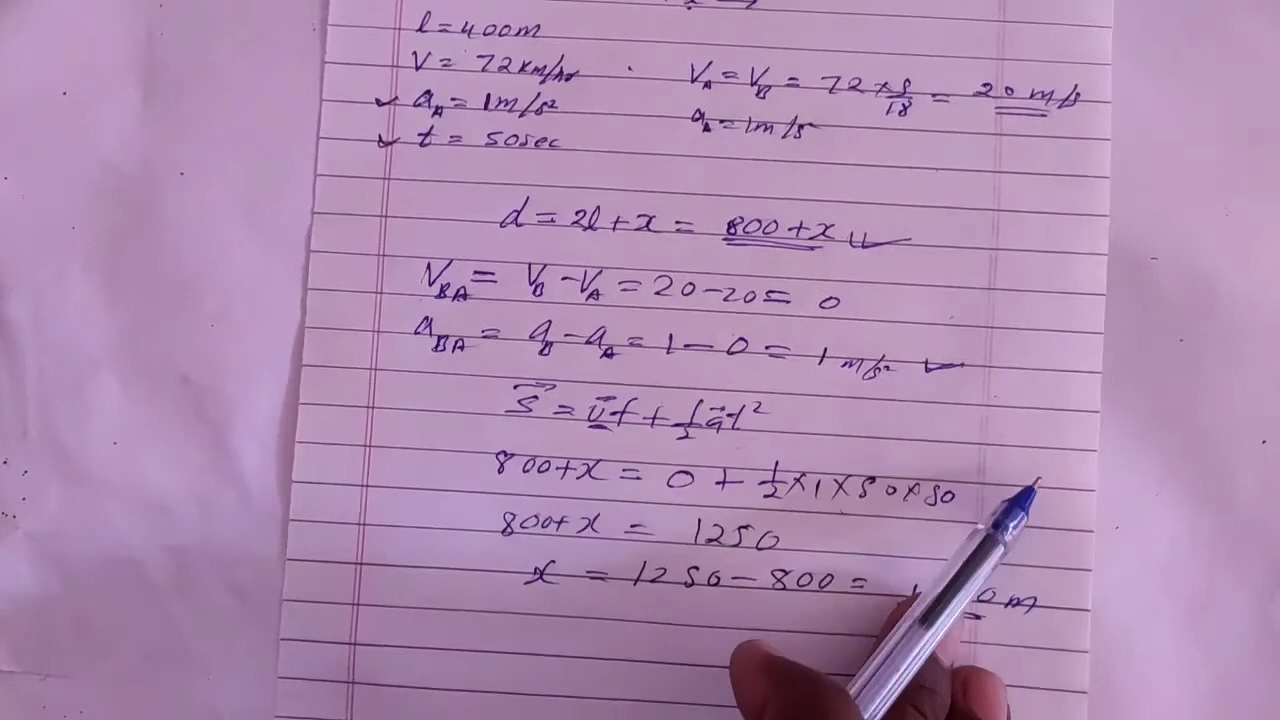 l = 400m
V = 72 km/hr
V_A = V_B = 72 × 5/18 = 20 m/s
a_A = 1m/s²
a_A = 1m/s²
t = 50sec
d = 2l + x = 800 + x
V_BA = V_B - V_A = 20 - 20 = 0
a_BA = a_B - a_A = 1 - 0 = 1 m/s²
s⃗ = u⃗t + 1/2 a⃗t²
800 + x = 0 + 1/2 × 1 × 50 × 50
800 + x = 1250
x = 1250 - 800 = m